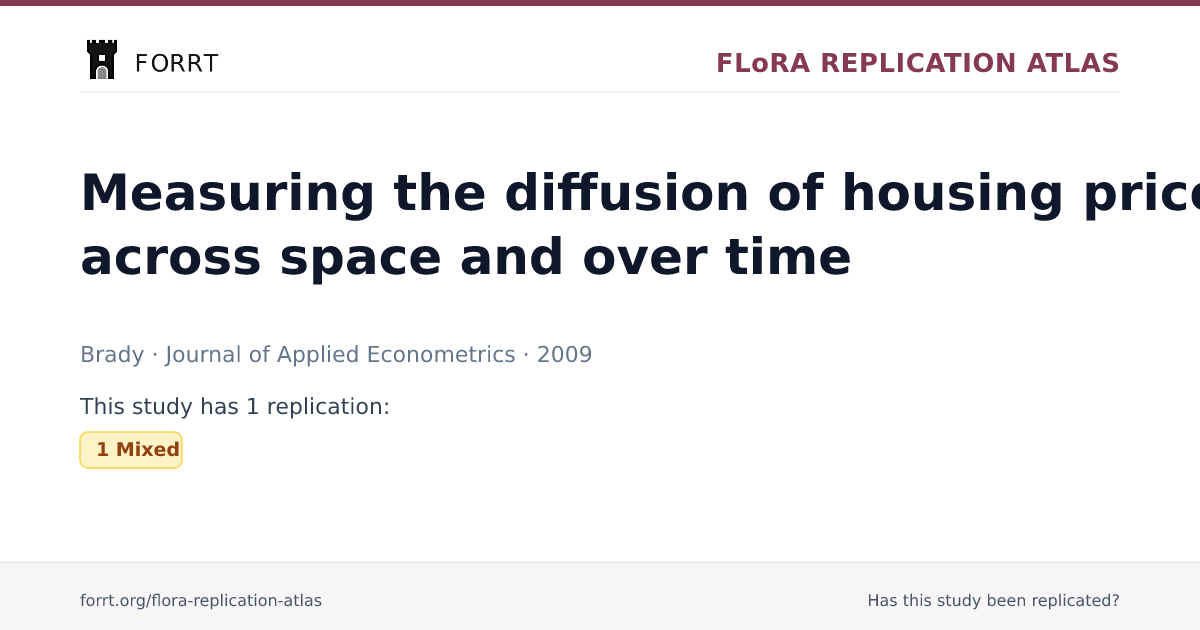 FORRT
FLoRA REPLICATION ATLAS
Measuring the diffusion of housing
across space and over time
Brady · Journal of Applied Econometrics · 2009
This study has 1 replication:
1 Mixed
forrt.org/flora-replication-atlas
Has this study been replicated?